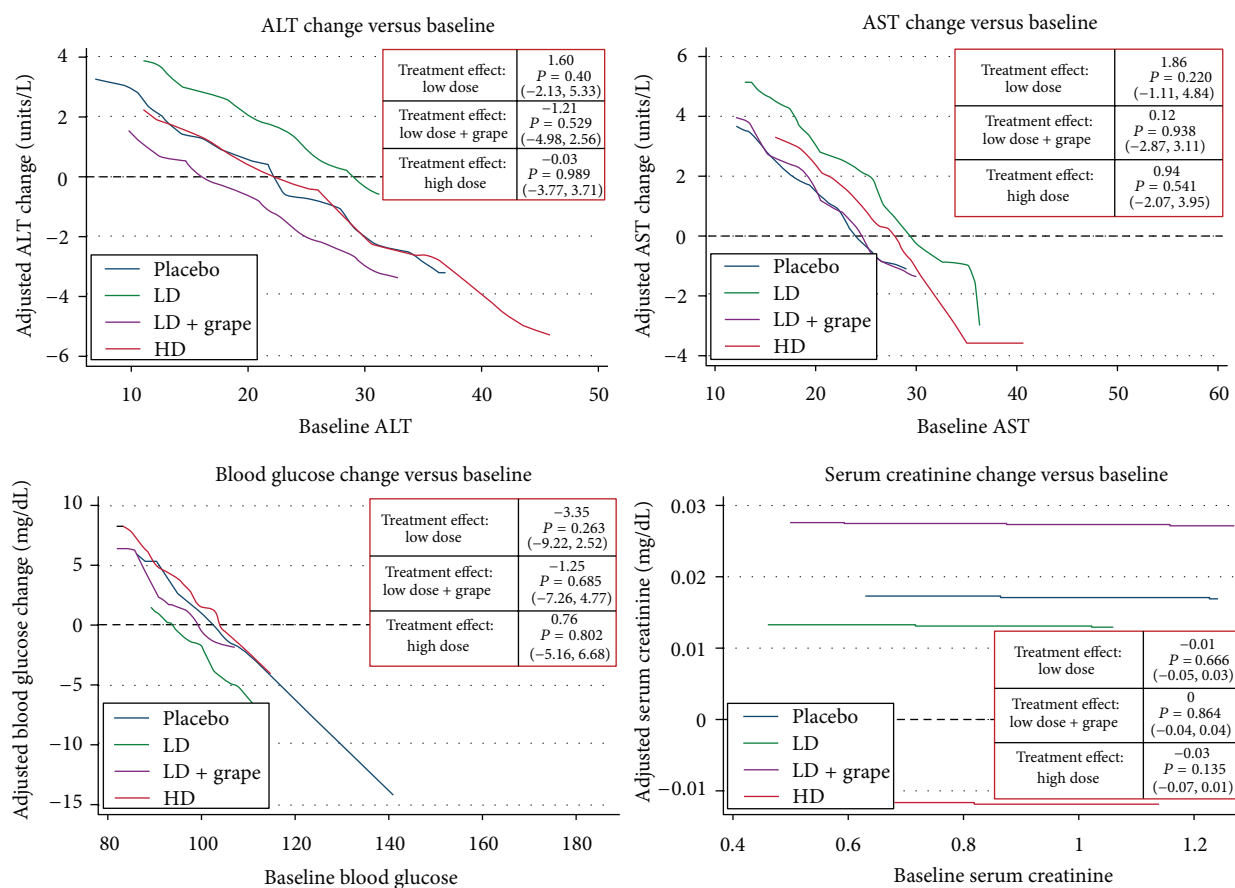 ALT change versus baseline
Adjusted ALT change (units/L)
4
2
0
−2
−4
−6
Treatment effect:
low dose
1.60
P = 0.40
(−2.13, 5.33)
Treatment effect:
low dose + grape
−1.21
P = 0.529
(−4.98, 2.56)
Treatment effect:
high dose
−0.03
P = 0.989
(−3.77, 3.71)
Placebo
LD
LD + grape
HD
10 20 30 40 50
Baseline ALT
AST change versus baseline
Adjusted AST change (units/L)
6
4
2
0
−2
−4
Treatment effect:
low dose
1.86
P = 0.220
(−1.11, 4.84)
Treatment effect:
low dose + grape
0.12
P = 0.938
(−2.87, 3.11)
Treatment effect:
high dose
0.94
P = 0.541
(−2.07, 3.95)
Placebo
LD
LD + grape
HD
10 20 30 40 50 60
Baseline AST
Blood glucose change versus baseline
Adjusted blood glucose change (mg/dL)
10
5
0
−5
−10
−15
Treatment effect:
low dose
−3.35
P = 0.263
(−9.22, 2.52)
Treatment effect:
low dose + grape
−1.25
P = 0.685
(−7.26, 4.77)
Treatment effect:
high dose
0.76
P = 0.802
(−5.16, 6.68)
Placebo
LD
LD + grape
HD
80 100 120 140 160 180
Baseline blood glucose
Serum creatinine change versus baseline
Adjusted serum creatinine (mg/dL)
0.03
0.02
0.01
0
−0.01
Treatment effect:
low dose
−0.01
P = 0.666
(−0.05, 0.03)
Treatment effect:
low dose + grape
0
P = 0.864
(−0.04, 0.04)
Treatment effect:
high dose
−0.03
P = 0.135
(−0.07, 0.01)
Placebo
LD
LD + grape
HD
0.4 0.6 0.8 1 1.2
Baseline serum creatinine